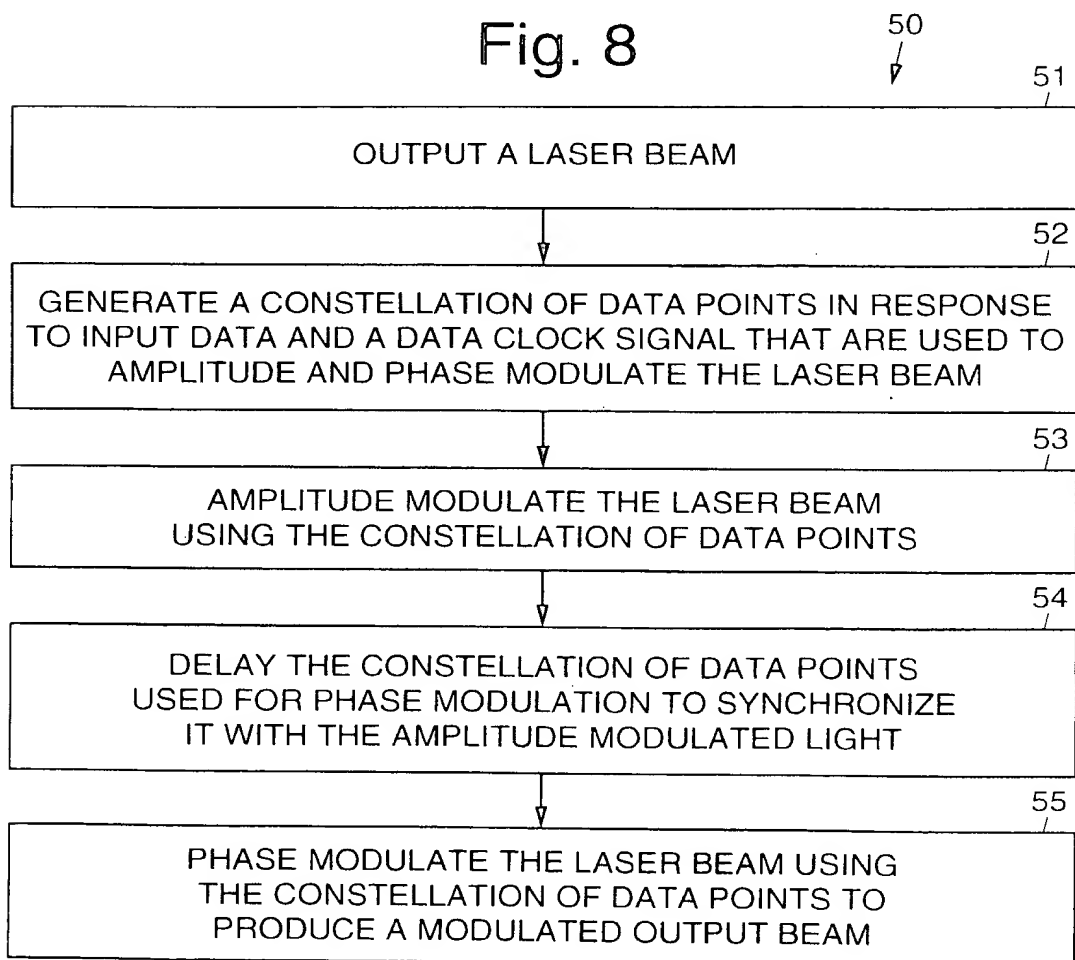 Fig. 8
50
51
OUTPUT A LASER BEAM
52
GENERATE A CONSTELLATION OF DATA POINTS IN RESPONSE
TO INPUT DATA AND A DATA CLOCK SIGNAL THAT ARE USED TO
AMPLITUDE AND PHASE MODULATE THE LASER BEAM
53
AMPLITUDE MODULATE THE LASER BEAM
USING THE CONSTELLATION OF DATA POINTS
54
DELAY THE CONSTELLATION OF DATA POINTS
USED FOR PHASE MODULATION TO SYNCHRONIZE
IT WITH THE AMPLITUDE MODULATED LIGHT
55
PHASE MODULATE THE LASER BEAM USING
THE CONSTELLATION OF DATA POINTS TO
PRODUCE A MODULATED OUTPUT BEAM